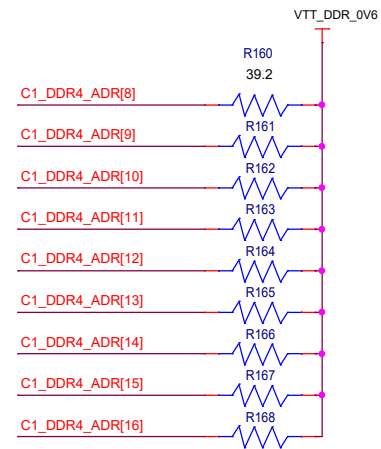 VTT_DDR_0V6
R160
39.2
C1_DDR4_ADR[8]
R161
C1_DDR4_ADR[9]
R162
C1_DDR4_ADR[10]
R163
C1_DDR4_ADR[11]
R164
C1_DDR4_ADR[12]
R165
C1_DDR4_ADR[13]
R166
C1_DDR4_ADR[14]
R167
C1_DDR4_ADR[15]
R168
C1_DDR4_ADR[16]